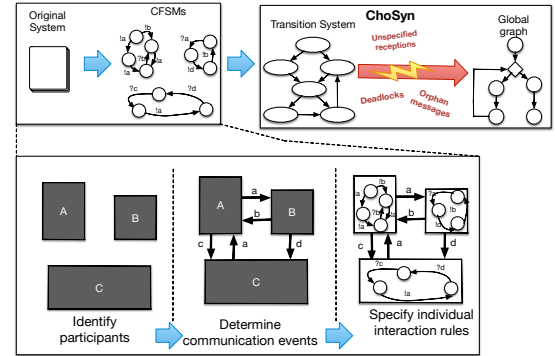 Original
System
CFSMs
!a
!b
?b
!a
!a
?a
!b
!d
?c
?d
!a
Transition System
ChoSyn
Unspecified
receptions
Deadlocks
Orphan
messages
Global
graph
A
B
C
Identify
participants
A
B
C
a
b
c
a
d
Determine
communication events
!a
!b
?b
!a
!a
?a
!b
!d
a
b
c
a
d
?c
?d
!a
Specify individual
interaction rules